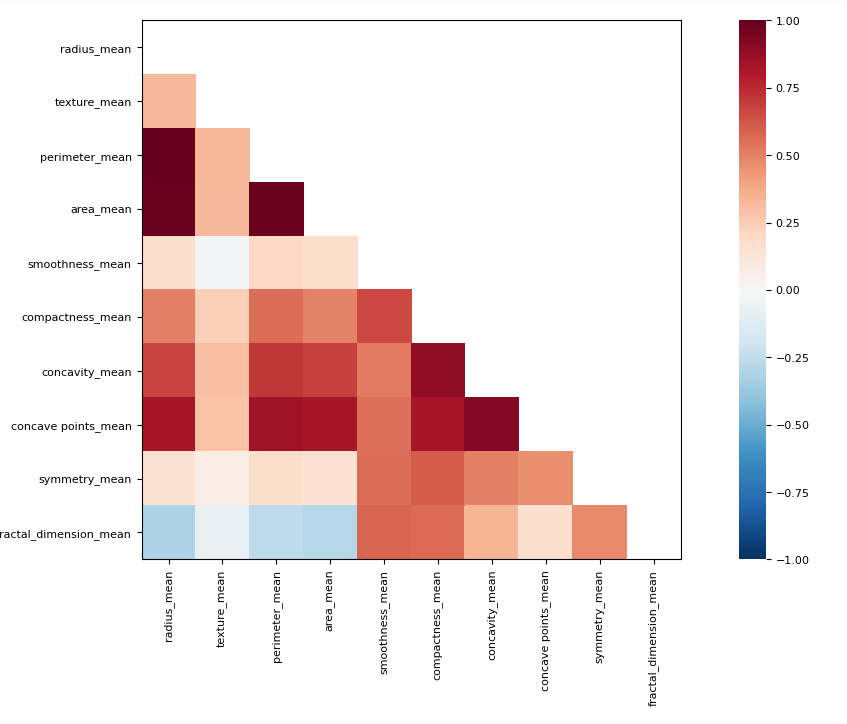 radius_mean
texture_mean
perimeter_mean
area_mean
smoothness_mean
compactness_mean
concavity_mean
concave points_mean
symmetry_mean
ractal_dimension_mean
radius_mean
texture_mean
perimeter_mean
area_mean
smoothness_mean
compactness_mean
concavity_mean
concave points_mean
symmetry_mean
fractal_dimension_mean
1.00
0.75
0.50
0.25
0.00
−0.25
−0.50
−0.75
−1.00